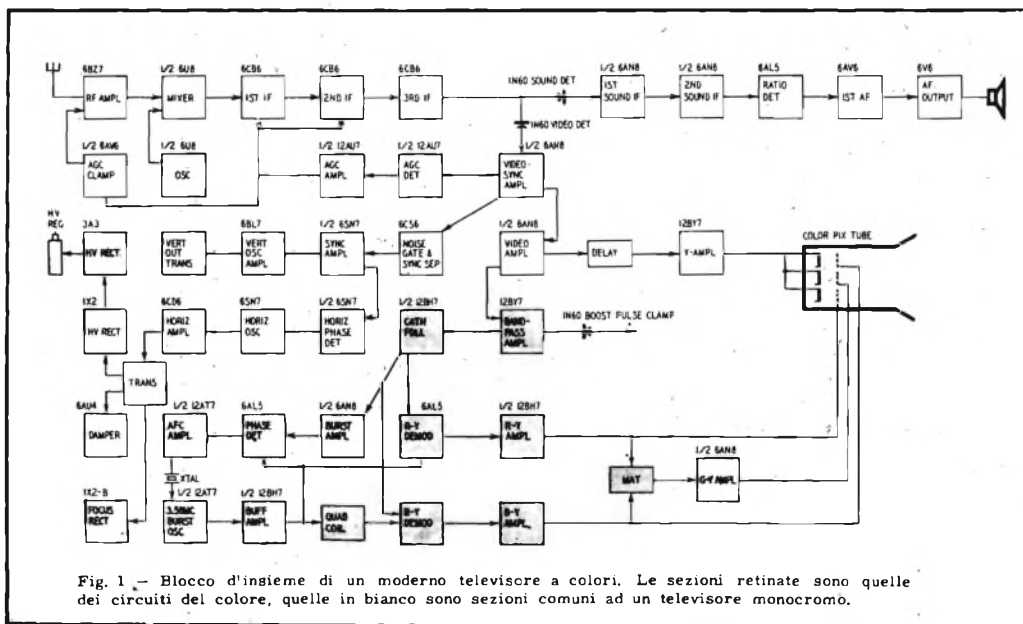 6BZ7
1/2 6U8
6CB6
6CB6
6CB6
1/2 6AN8
1/2 6AN8
6AL5
6AV6
6V6
RF AMPL
MIXER
1ST IF
2ND IF
3RD IF
IN60 SOUND DET
1ST
SOUND IF
2ND
SOUND IF
RATIO
DET
1ST AF
AF
OUTPUT
IN60 VIDEO DET
1/2 6AV6
1/2 6U8
1/2 12AU7
1/2 12AU7
1/2 6AN8
AGC
CLAMP
OSC
AGC
AMPL
AGC
DET
VIDEO-
SYNC
AMPL
HV
REG
3A3
6BL7
1/2 6SN7
6CS6
1/2 6AN8
12BY7
COLOR PIX TUBE
HV RECT.
VERT
OUT
TRANS
VERT
OSC
AMPL
SYNC
AMPL
NOISE
GATE &
SYNC SEP
VIDEO
AMPL
DELAY
Y-AMPL
1X2
6CD6
6SN7
1/2 6SN7
1/2 12BH7
12BY7
HV RECT
HORIZ
AMPL
HORIZ
OSC
HORIZ
PHASE
DET
CATH
FOLL
BAND-
PASS
AMPL
IN60 BOOST PULSE CLAMP
TRANS
6AU4
1/2 12AT7
6AL5
1/2 6AN8
6AL5
1/2 12BH7
DAMPER
AFC
AMPL
PHASE
DET
BURST
AMPL
R-Y
DEMOD
R-Y
AMPL
1/2 6AN8
XTAL
MAT
G-Y AMPL
1X2-B
1/2 12AT7
1/2 12BH7
FOCUS
RECT
3.58MC
BURST
OSC
BUFF
AMPL
QUAD
COIL
B-Y
DEMOD
B-Y
AMPL
Fig. 1 — Blocco d'insieme di un moderno televisore a colori. Le sezioni retinate sono quelle
dei circuiti del colore, quelle in bianco sono sezioni comuni ad un televisore monocromo.